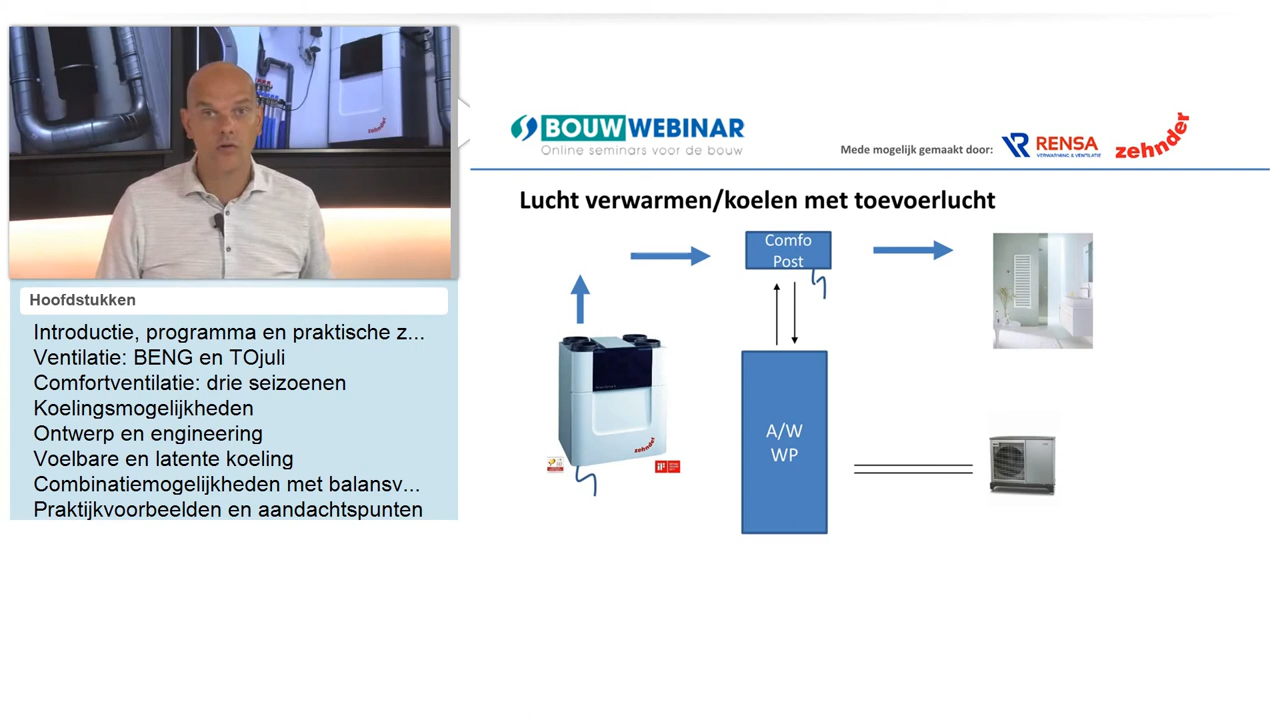 zehnder
Hoofdstukken
Introductie, programma en praktische z...
Ventilatie: BENG en TOjuli
Comfortventilatie: drie seizoenen
Koelingsmogelijkheden
Ontwerp en engineering
Voelbare en latente koeling
Combinatiemogelijkheden met balansv...
Praktijkvoorbeelden en aandachtspunten
BOUWWEBINAR
Online seminars voor de bouw
Mede mogelijk gemaakt door:
RENSA
VERWARMING & VENTILATIE
zehnder
Lucht verwarmen/koelen met toevoerlucht
Comfo
Post
zehnder
A/W
WP